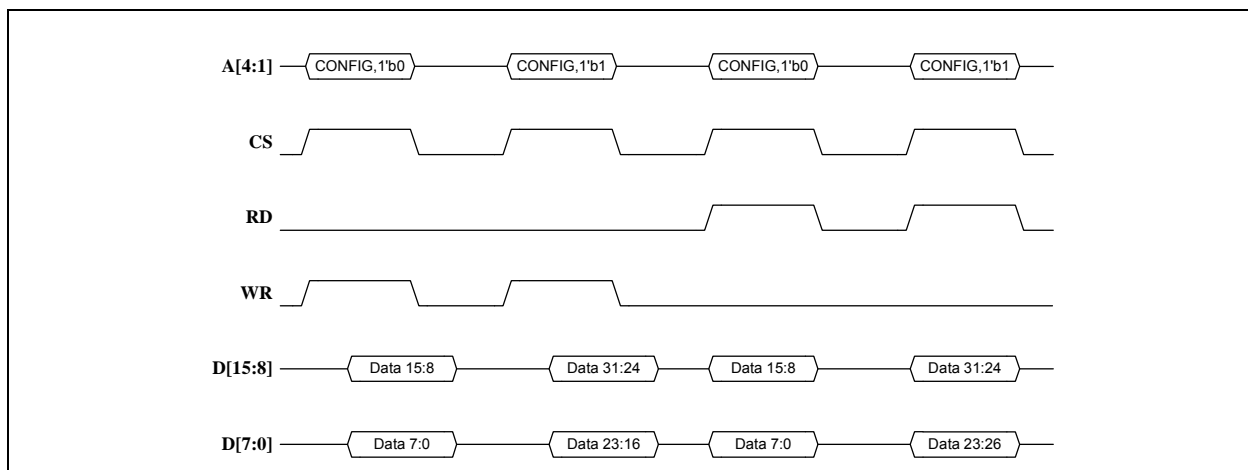 A[4:1] CONFIG,1'b0 CONFIG,1'b1 CONFIG,1'b0 CONFIG,1'b1
CS
RD
WR
D[15:8] Data 15:8 Data 31:24 Data 15:8 Data 31:24
D[7:0] Data 7:0 Data 23:16 Data 7:0 Data 23:26